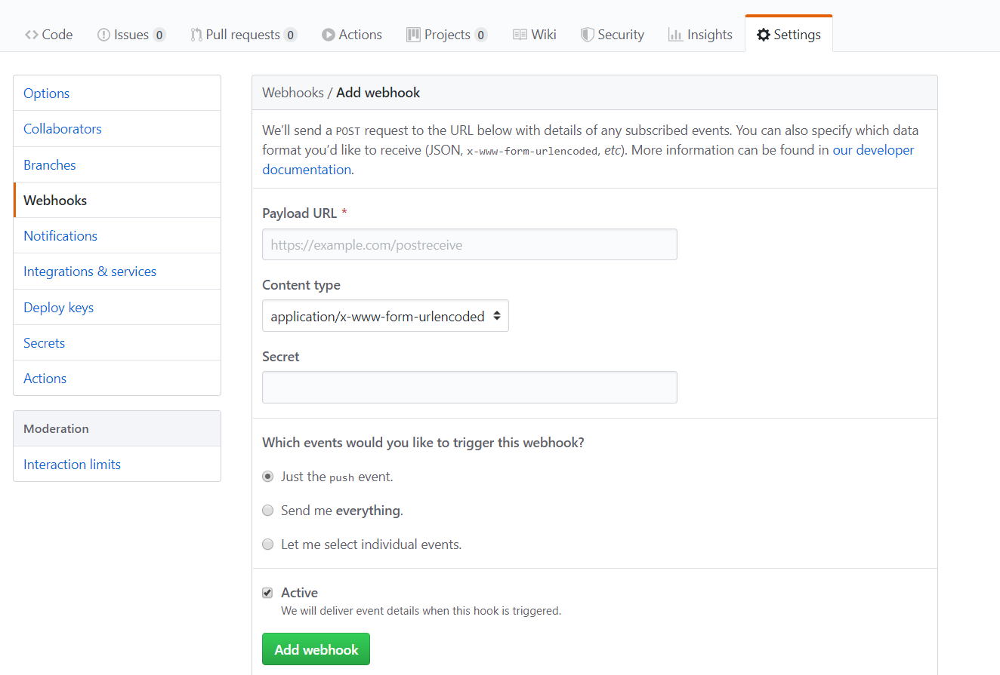 Code Issues 0 Pull requests 0 Actions Projects 0 Wiki Security Insights Settings
Options
Collaborators
Branches
Webhooks
Notifications
Integrations & services
Deploy keys
Secrets
Actions
Moderation
Interaction limits
Webhooks / Add webhook
We’ll send a POST request to the URL below with details of any subscribed events. You can also specify which data
format you’d like to receive (JSON, x-www-form-urlencoded, etc). More information can be found in our developer
documentation.
Payload URL *
https://example.com/postreceive
Content type
application/x-www-form-urlencoded
Secret
Which events would you like to trigger this webhook?
Just the push event.
Send me everything.
Let me select individual events.
Active
We will deliver event details when this hook is triggered.
Add webhook